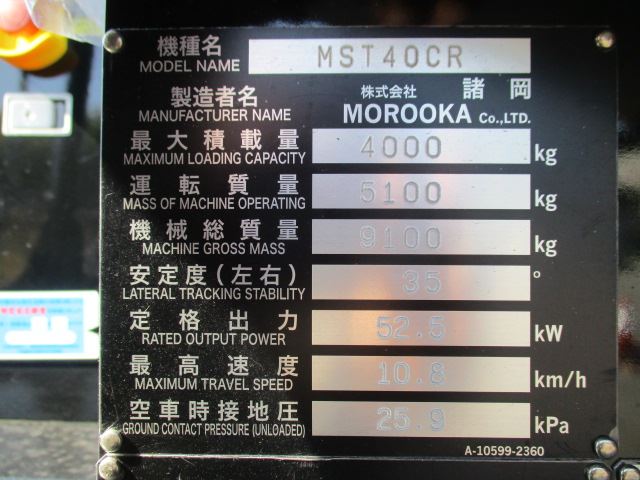 機種名 MST40CR
MODEL NAME
製造者名 株式会社 諸岡
MANUFACTURER NAME MOROOKA Co.,LTD.
最大積載量 4000 kg
MAXIMUM LOADING CAPACITY
運転質量 5100 kg
MASS OF MACHINE OPERATING
機械総質量 9100 kg
MACHINE GROSS MASS
安定度(左右) 35 °
LATERAL TRACKING STABILITY
定格出力 52.5 kW
RATED OUTPUT POWER
最高速度 10.8 km/h
MAXIMUM TRAVEL SPEED
空車時接地圧 25.9 kPa
GROUND CONTACT PRESSURE (UNLOADED)
A-10599-2360